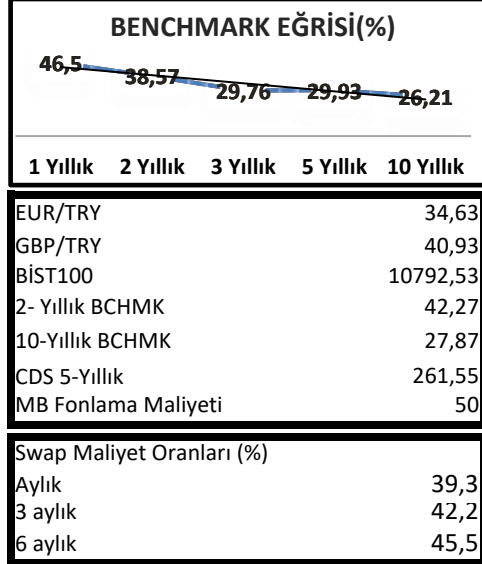 BENCHMARK EĞRİSİ(%)
46,5 38,57 29,76 29,93 26,21
1 Yıllık 2 Yıllık 3 Yıllık 5 Yıllık 10 Yıllık
EUR/TRY 34,63
GBP/TRY 40,93
BİST100 10792,53
2- Yıllık BCHMK 42,27
10-Yıllık BCHMK 27,87
CDS 5-Yıllık 261,55
MB Fonlama Maliyeti 50
Swap Maliyet Oranları (%)
Aylık 39,3
3 aylık 42,2
6 aylık 45,5